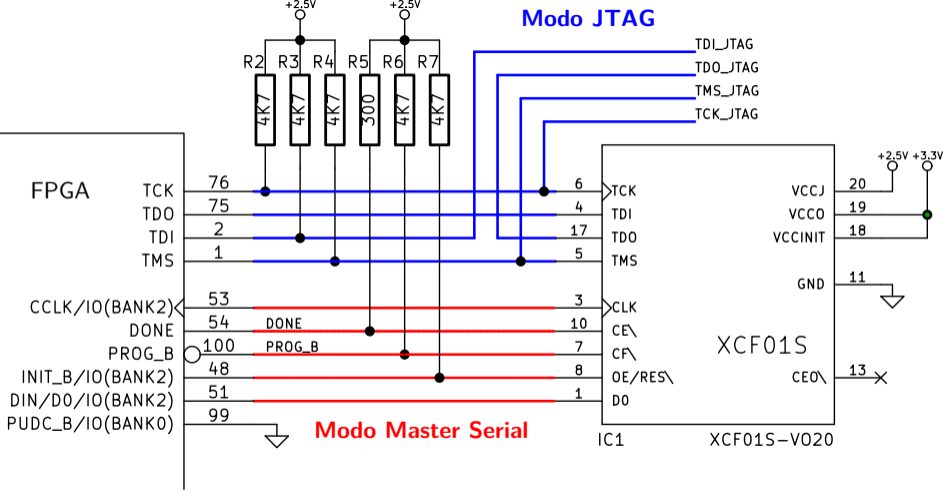 +2.5V +2.5V
Modo JTAG
R2 R3 R4 R5 R6 R7
4K7 4K7 4K7 300 4K7 4K7
TDI_JTAG
TDO_JTAG
TMS_JTAG
TCK_JTAG
+2.5V +3.3V
FPGA
TCK 76 6 TCK VCCJ 20
TDO 75 4 TDI VCCO 19
TDI 2 17 TDO VCCINIT 18
TMS 1 5 TMS
GND 11
CCLK/IO(BANK2) 53 3 CLK
DONE 54 DONE 10 CE\
PROG_B 100 PROG_B 7 CF\
XCF01S
INIT_B/IO(BANK2) 48 8 OE/RES\ CEO\ 13
DIN/D0/IO(BANK2) 51 1 D0
PUDC_B/IO(BANK0) 99
Modo Master Serial
IC1 XCF01S-VO20